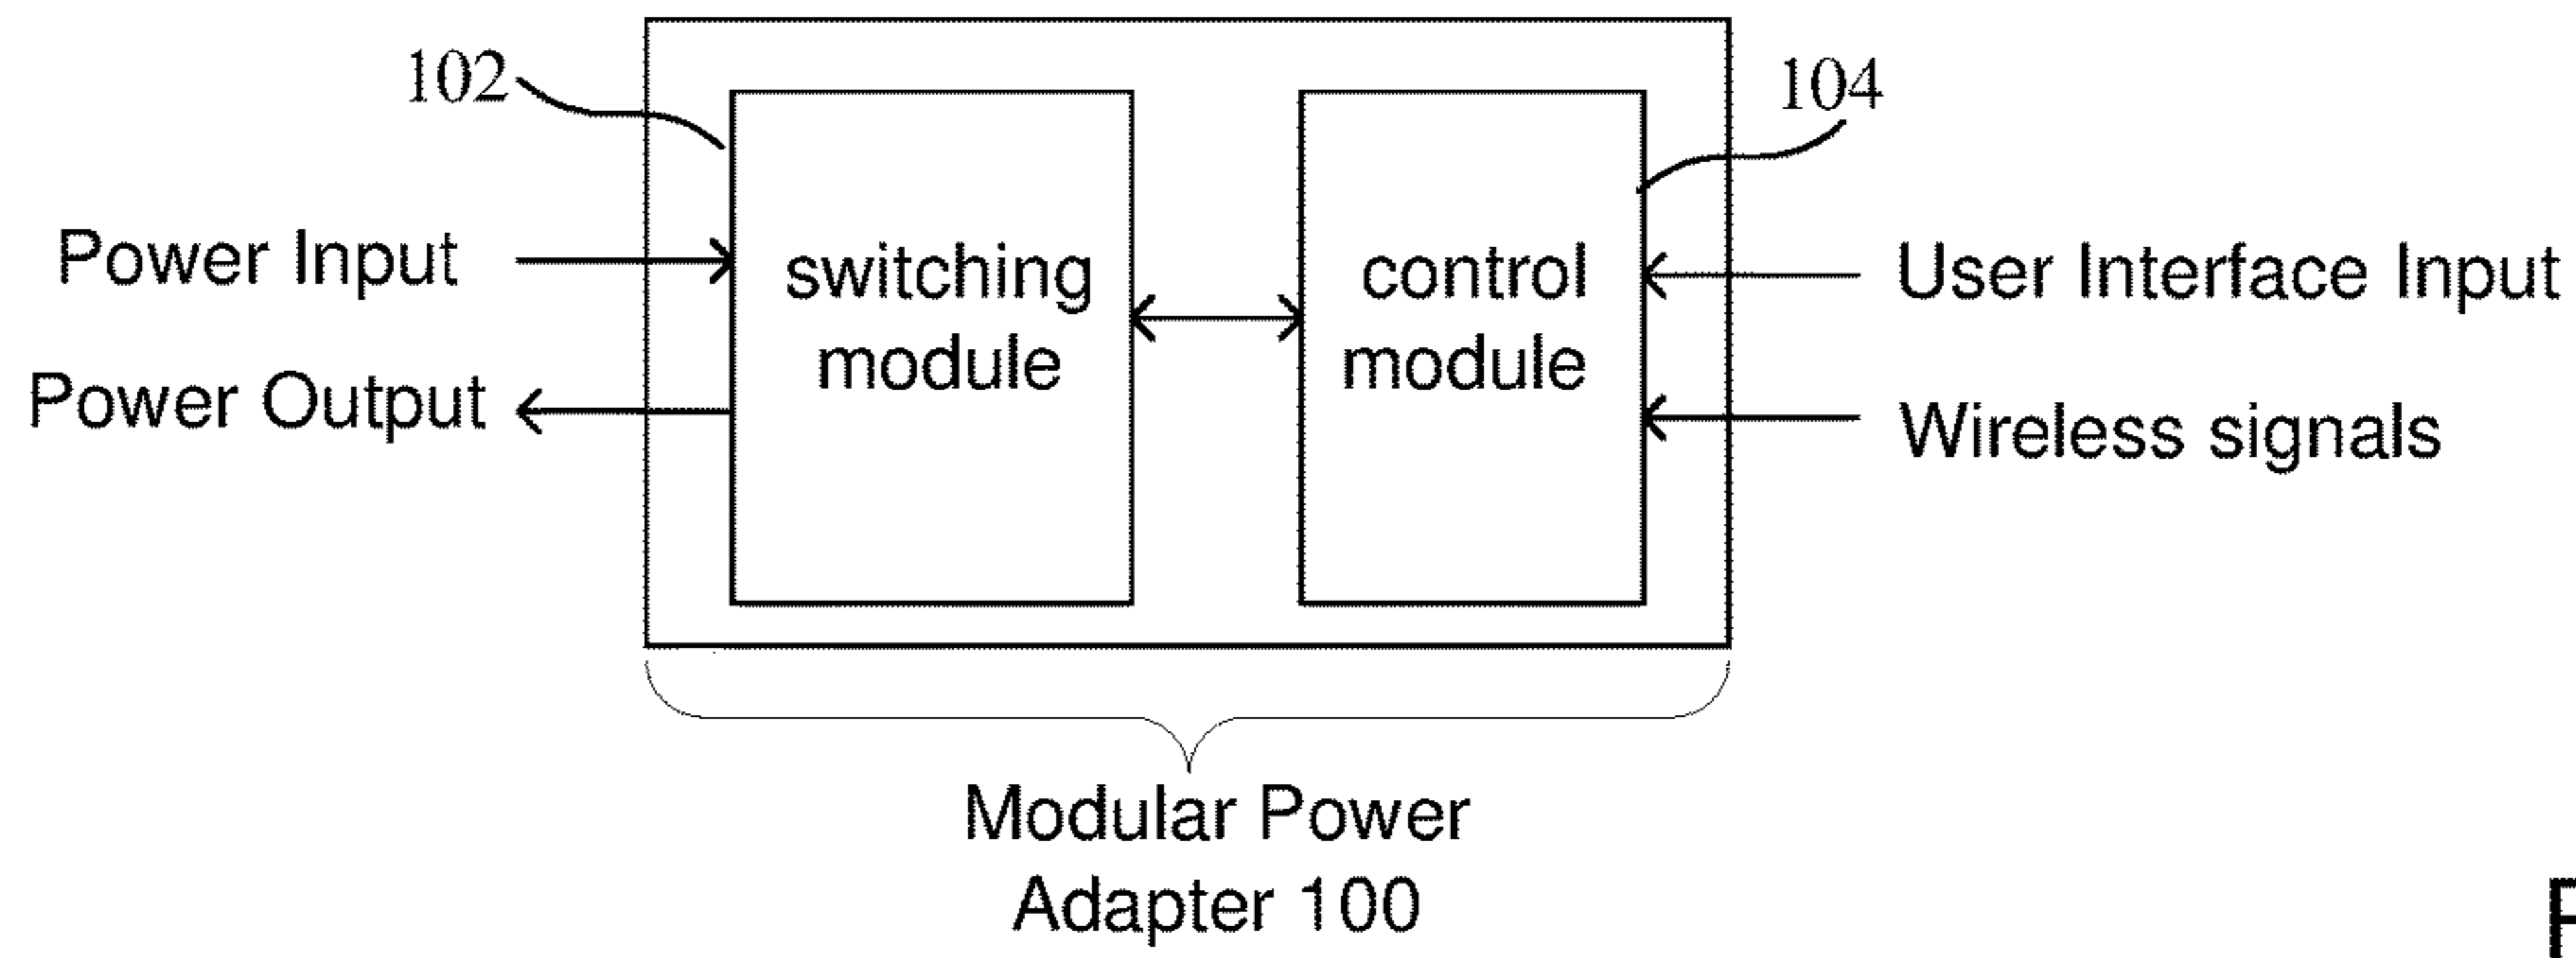 102
104
Power Input
Power Output
switching
module
control
module
User Interface Input
Wireless signals
Modular Power
Adapter 100